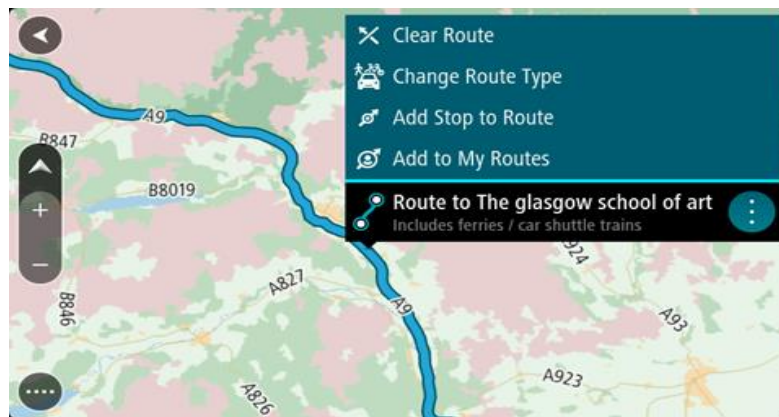 Clear Route
Change Route Type
Add Stop to Route
Add to My Routes
Route to The glasgow school of art
Includes ferries / car shuttle trains
A9
B847
B8019
A827
B846
A9
A924
A93
A923
A826